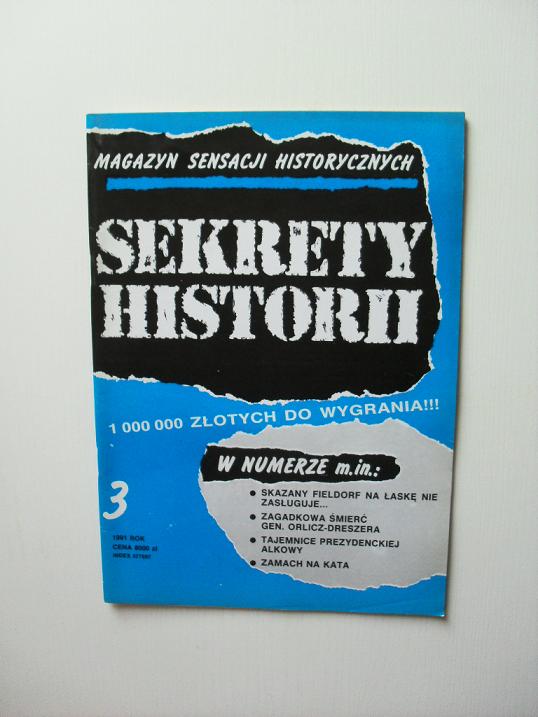 MAGAZYN SENSACJI HISTORYCZNYCH
SEKRETY
HISTORII
1 000 000 ZŁOTYCH DO WYGRANIA!!!
W NUMERZE m.in.:
● SKAZANY FIELDORF NA ŁASKĘ NIE
ZASŁUGUJE...
● ZAGADKOWA ŚMIERĆ
GEN. ORLICZ-DRESZERA
● TAJEMNICE PREZYDENCKIEJ
ALKOWY
● ZAMACH NA KATA
3
1991 ROK
CENA 8000 zł
INDEX